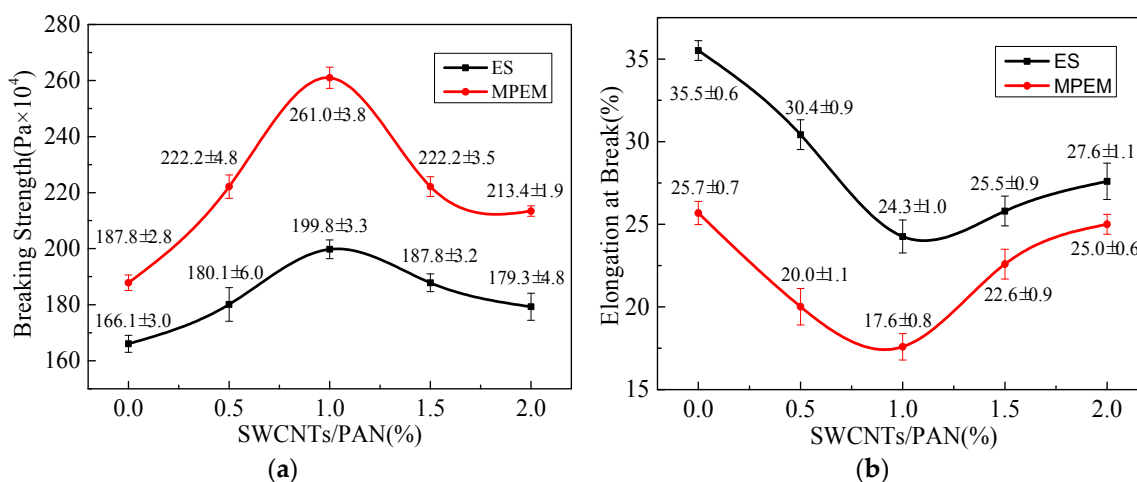 Breaking Strength(Pa×10⁴)
280
260
240
220
200
180
160
ES
MPEM
261.0±3.8
222.2±4.8
222.2±3.5
213.4±1.9
187.8±2.8
199.8±3.3
180.1±6.0
187.8±3.2
179.3±4.8
166.1±3.0
0.0 0.5 1.0 1.5 2.0
SWCNTs/PAN(%)
(a)
Elongation at Break(%)
35
30
25
20
15
ES
MPEM
35.5±0.6
30.4±0.9
27.6±1.1
25.5±0.9
24.3±1.0
25.7±0.7
25.0±0.6
20.0±1.1
22.6±0.9
17.6±0.8
0.0 0.5 1.0 1.5 2.0
SWCNTs/PAN(%)
(b)